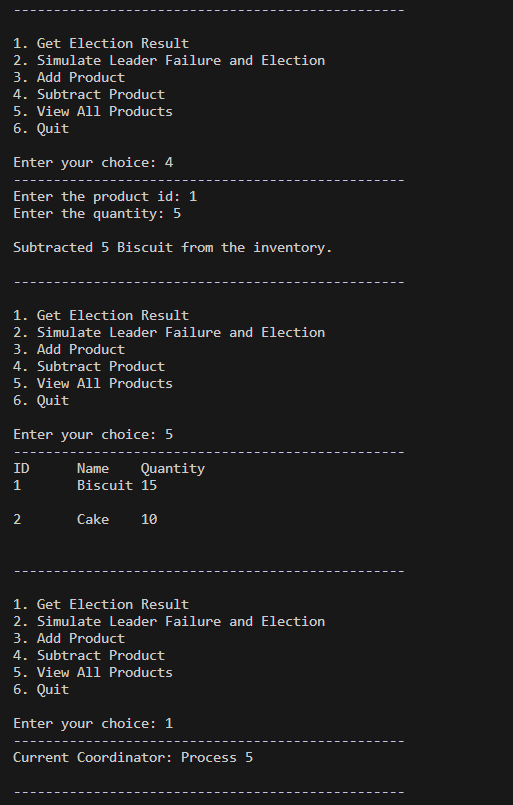 -------------------------------------------------
1. Get Election Result
2. Simulate Leader Failure and Election
3. Add Product
4. Subtract Product
5. View All Products
6. Quit
Enter your choice: 4
-------------------------------------------------
Enter the product id: 1
Enter the quantity: 5
Subtracted 5 Biscuit from the inventory.
-------------------------------------------------
1. Get Election Result
2. Simulate Leader Failure and Election
3. Add Product
4. Subtract Product
5. View All Products
6. Quit
Enter your choice: 5
-------------------------------------------------
ID      Name    Quantity
1       Biscuit 15
2       Cake    10
-------------------------------------------------
1. Get Election Result
2. Simulate Leader Failure and Election
3. Add Product
4. Subtract Product
5. View All Products
6. Quit
Enter your choice: 1
-------------------------------------------------
Current Coordinator: Process 5
-------------------------------------------------